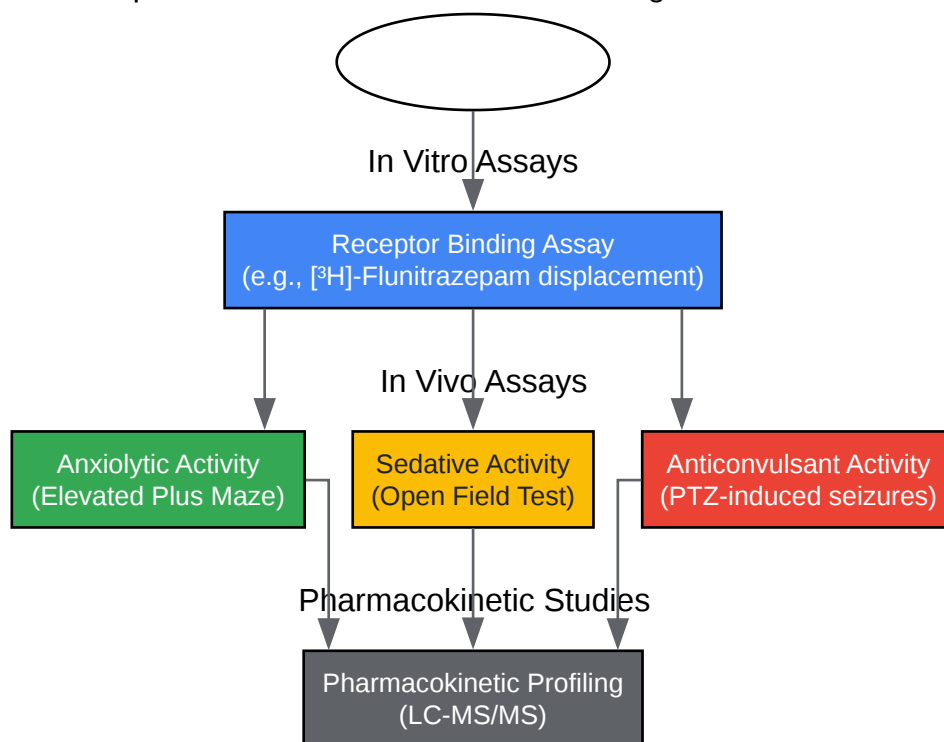 In Vitro Assays
Receptor Binding Assay
(e.g., [³H]-Flunitrazepam displacement)
In Vivo Assays
Anxiolytic Activity
(Elevated Plus Maze)
Sedative Activity
(Open Field Test)
Anticonvulsant Activity
(PTZ-induced seizures)
Pharmacokinetic Studies
Pharmacokinetic Profiling
(LC-MS/MS)